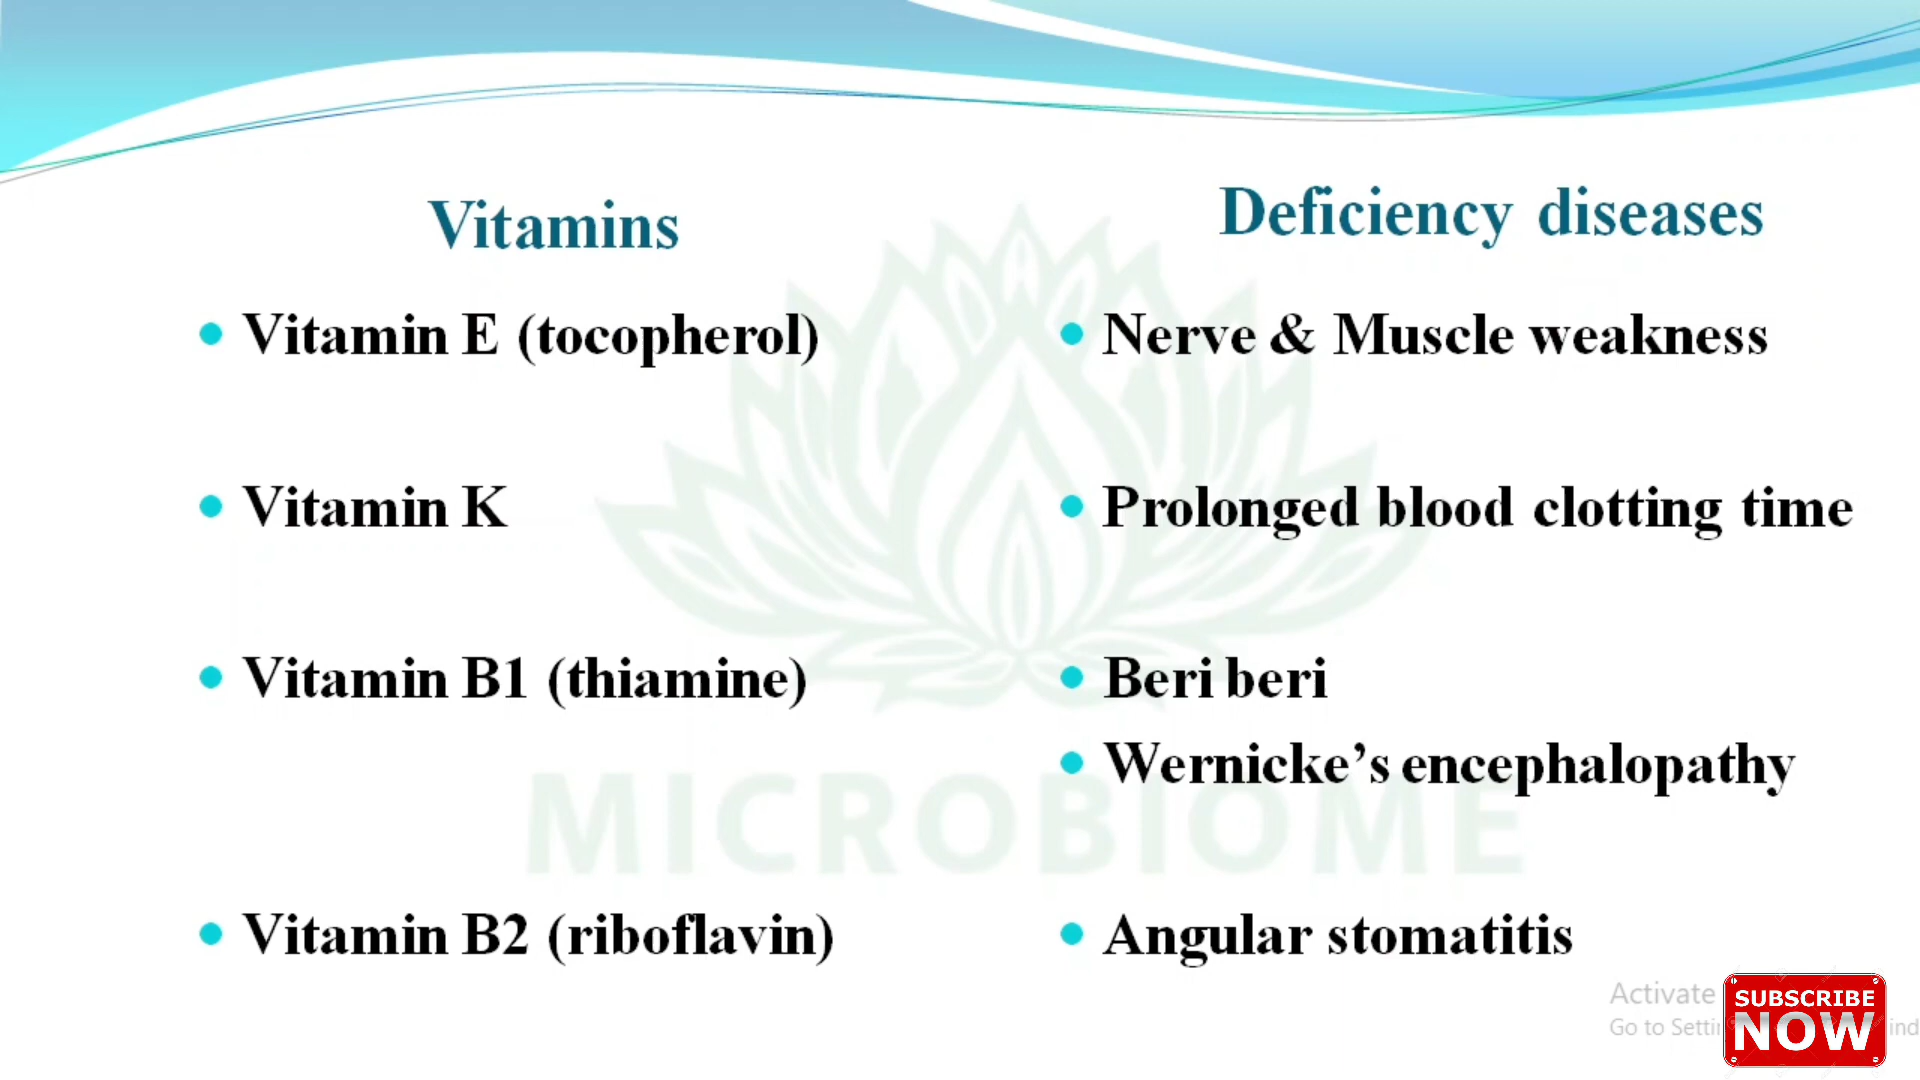 Vitamins
Deficiency diseases
Vitamin E (tocopherol)
Nerve & Muscle weakness
Vitamin K
Prolonged blood clotting time
Vitamin B1 (thiamine)
Beri beri
Wernicke’s encephalopathy
MICROBIOME
Vitamin B2 (riboflavin)
Angular stomatitis
Activate
Go to
SUBSCRIBE
NOW